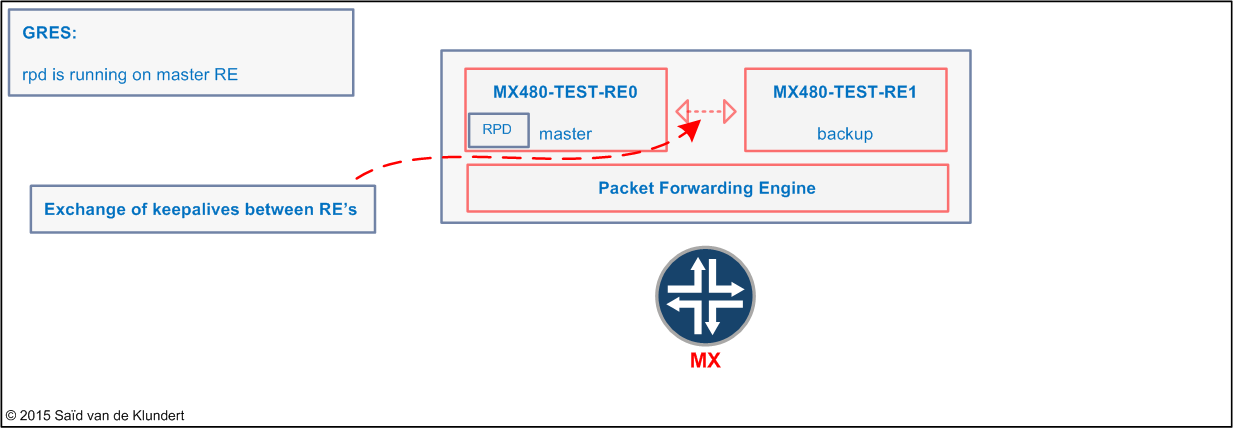 GRES:
rpd is running on master RE
MX480-TEST-RE0
RPD
master
MX480-TEST-RE1
backup
Packet Forwarding Engine
Exchange of keepalives between RE's
MX
© 2015 Saïd van de Klundert